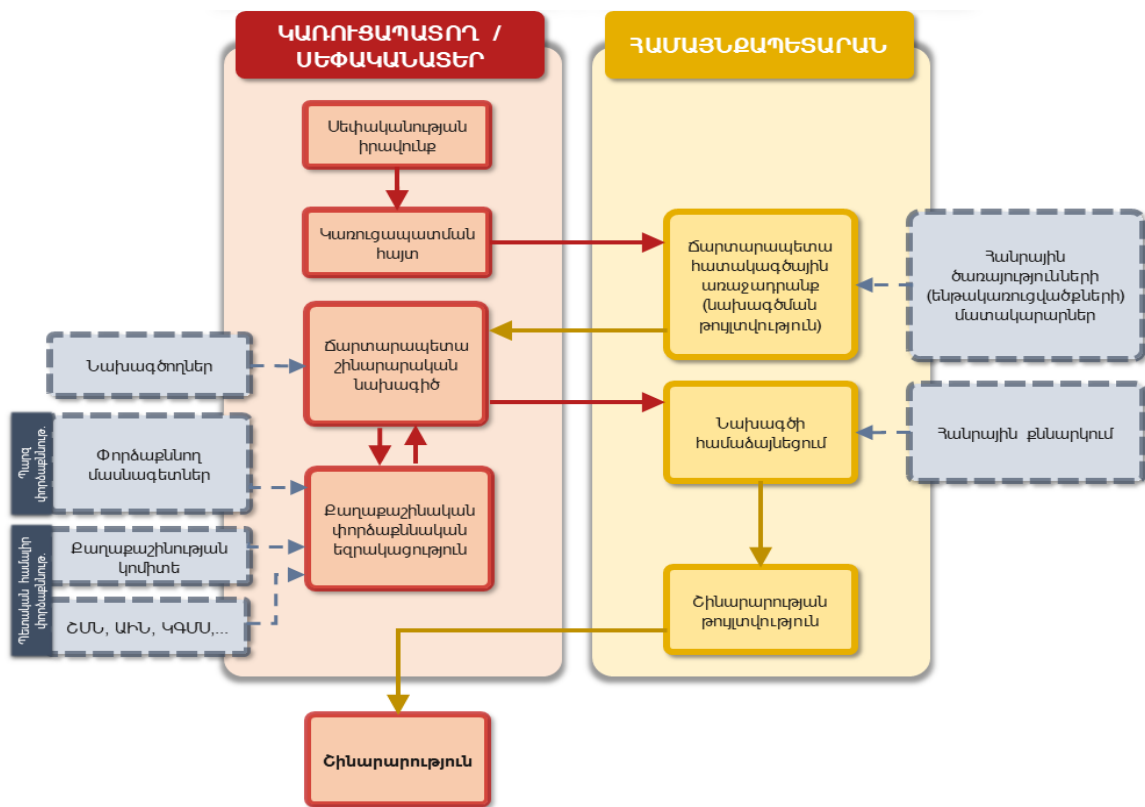 ԿԱՌՈՒՑԱՊԱՏՈՂ /
ՍԵՓԱԿԱՆԱՏԵՐ
ՀԱՄԱՅՆՔԱՊԵՏԱՐԱՆ
Սեփականության
իրավունք
Կառուցապատման
հայտ
Ճարտարապետա
հատակագծային
առաջադրանք
(նախագծման
թույլտվություն)
Հանրային
ծառայությունների
(ենթակառուցվածքների)
մատակարարներ
Նախագծողներ
Ճարտարապետա
շինարարական
նախագիծ
Նախագծի
համաձայնեցում
Հանրային քննարկում
Պարզ
փորձաքննութ.
Փորձաքննող
մասնագետներ
Քաղաքաշինական
փորձաքննական
եզրակացություն
Պետական համալիր
փորձաքննութ.
Քաղաքաշինության
կոմիտե
ՇՄՆ, ԱԻՆ, ԿԳՄՍ,...
Շինարարության
թույլտվություն
Շինարարություն